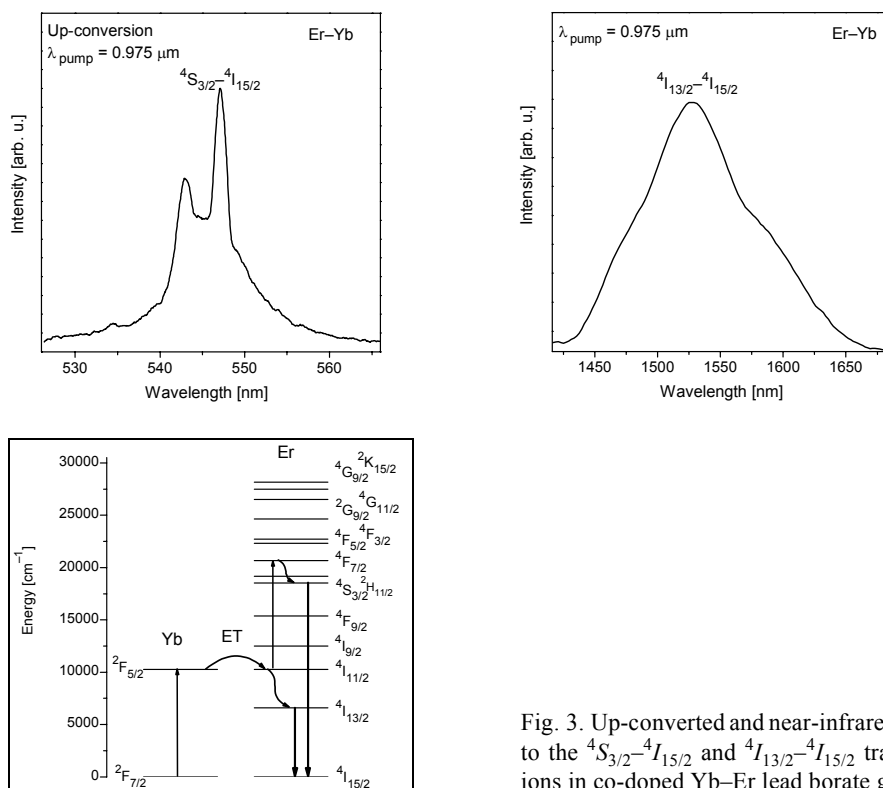 Up-conversion
λpump = 0.975 μm
Er–Yb
⁴S3/2–⁴I15/2
Intensity [arb. u.]
530 540 550 560
Wavelength [nm]
λpump = 0.975 μm
Er–Yb
⁴I13/2–⁴I15/2
Intensity [arb. u.]
1450 1500 1550 1600 1650
Wavelength [nm]
Energy [cm⁻¹]
30000
25000
20000
15000
10000
5000
0
Yb
ET
Er
²F5/2
²F7/2
⁴G9/2 ²K15/2
²G9/2 ⁴G11/2
⁴F5/2 ⁴F3/2
⁴F7/2
⁴S3/2 ²H11/2
⁴F9/2
⁴I9/2
⁴I11/2
⁴I13/2
⁴I15/2
Fig. 3. Up-converted and near-infrare
to the ⁴S3/2–⁴I15/2 and ⁴I13/2–⁴I15/2 tra
ions in co-doped Yb–Er lead borate g